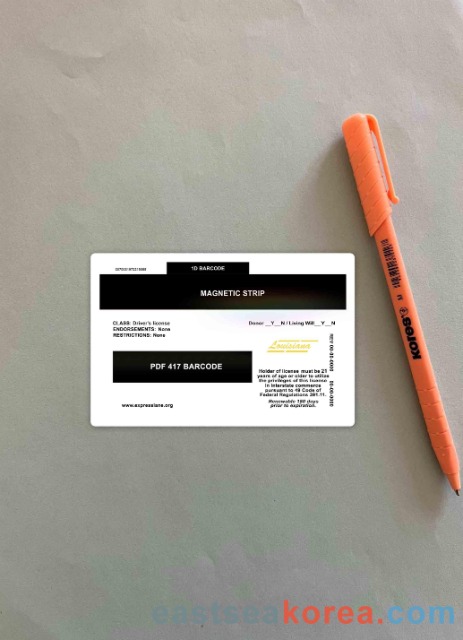 1D BARCODE
MAGNETIC STRIP
CLASS: Driver's license
ENDORSEMENTS: None
RESTRICTIONS: None
Donor __Y__N / Living Will__Y__N
Louisiana
PDF 417 BARCODE
Holder of license must be 21
years of age or older to utilize
the privileges of this license
in interstate commerce
pursuant to 49 Code of
Federal Regulations 391.11.
Renewable 180 days
prior to expiration.
www.expresslane.org
Korea
eastseakorea.com